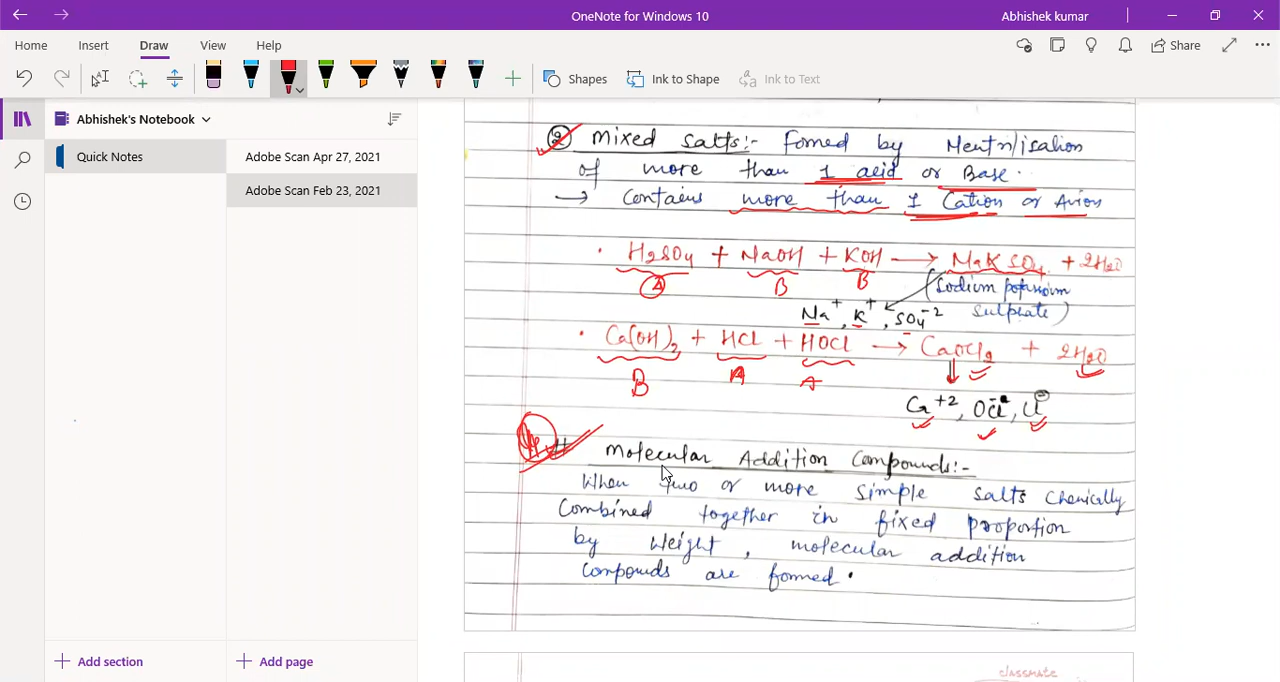 OneNote for Windows 10
Abhishek kumar
Home Insert Draw View Help
Share
Shapes Ink to Shape Ink to Text
Abhishek's Notebook
Quick Notes
Adobe Scan Apr 27, 2021
Adobe Scan Feb 23, 2021
Add section
Add page
② Mixed Salts:- Fomed by Neutrilisation
of more than 1 acid or Base.
→ Contains more than 1 Cation or Anion
· H2SO4 + NaOH + KOH → NaKSO4 + 2H2O
A B B (Sodium potassium
Na+, K+, SO4-2 sulphate)
· Ca(OH)2 + HCl + HOCl → CaOCl2 + 2H2O
B A A
Ca+2, OCl-, Cl-
# Molecular Addition Compounds:-
When two or more simple salts Chemically
Combined together in fixed proportion
by Weight, molecular addition
Compouds are formed.
classmate